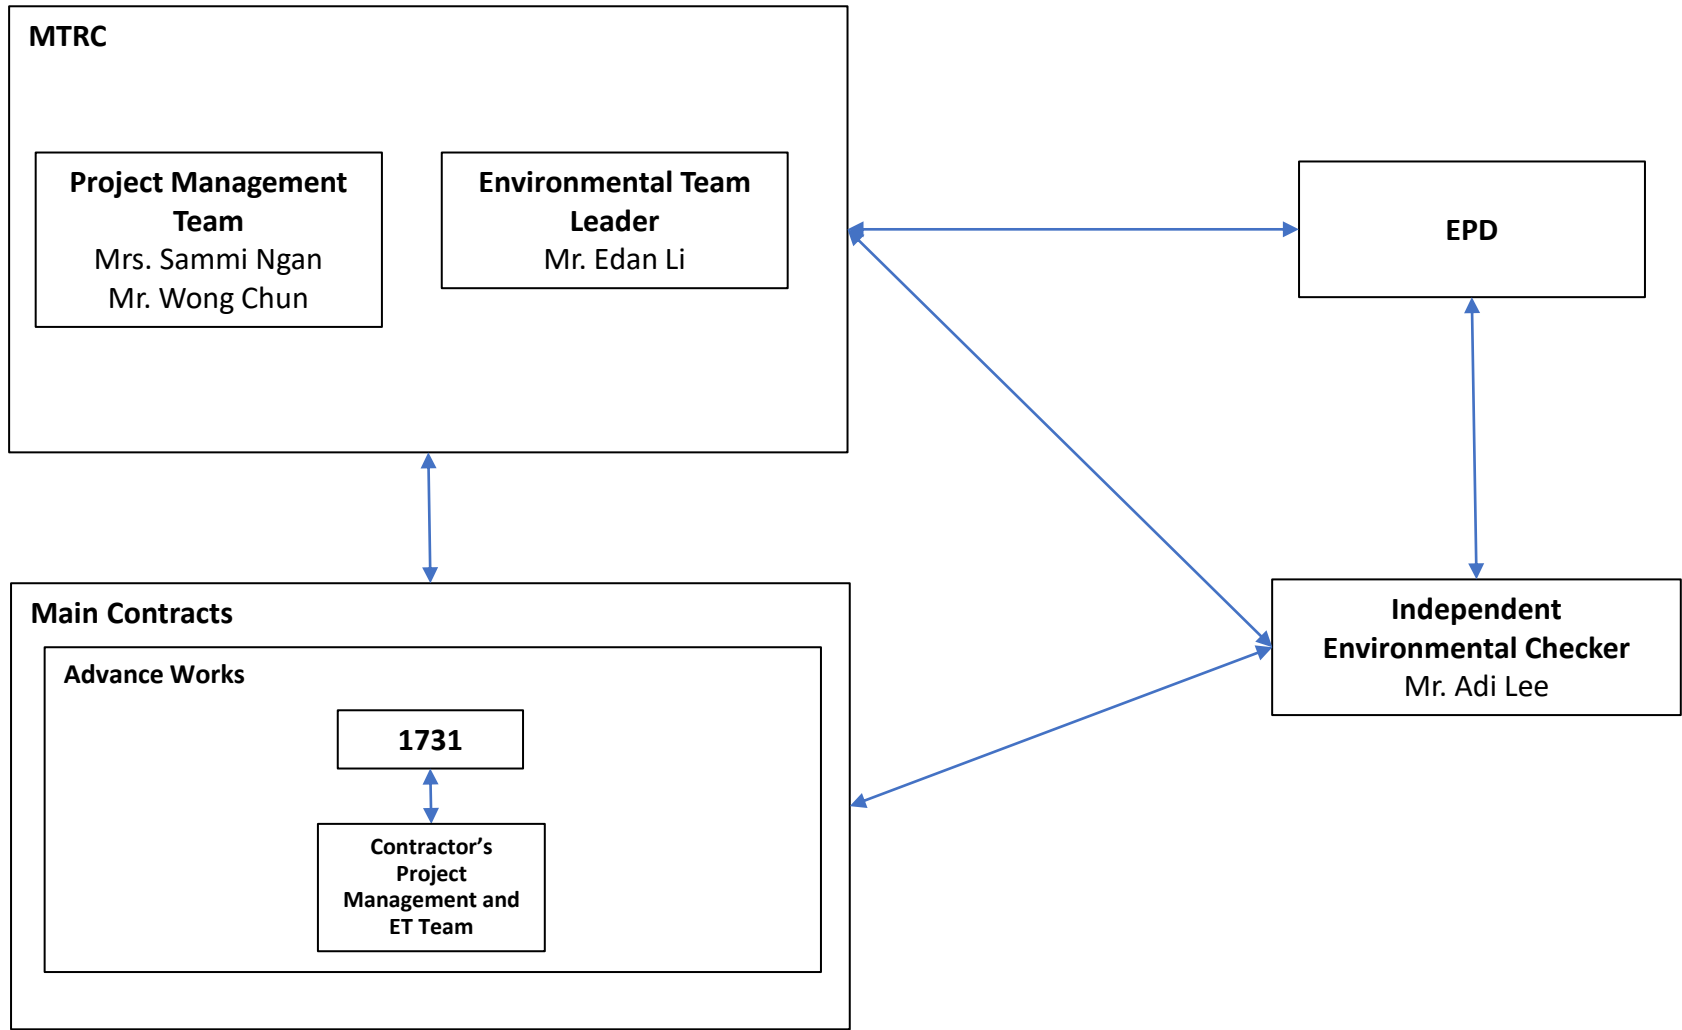 MTRC
Project Management
Team
Mrs. Sammi Ngan
Mr. Wong Chun
Environmental Team
Leader
Mr. Edan Li
EPD
Main Contracts
Advance Works
1731
Contractor’s
Project
Management and
ET Team
Independent
Environmental Checker
Mr. Adi Lee